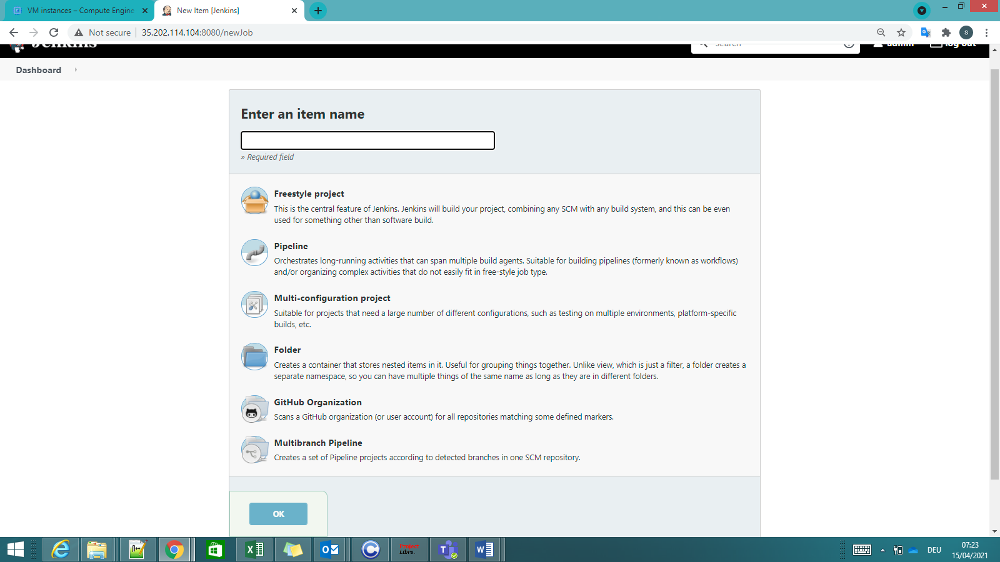 VM instances – Compute Engine
New Item [Jenkins]
Not secure
35.202.114.104:8080/newJob
S
Jenkins
search
admin
log out
Dashboard
Enter an item name
» Required field
Freestyle project
This is the central feature of Jenkins. Jenkins will build your project, combining any SCM with any build system, and this can be even
used for something other than software build.
Pipeline
Orchestrates long-running activities that can span multiple build agents. Suitable for building pipelines (formerly known as workflows)
and/or organizing complex activities that do not easily fit in free-style job type.
Multi-configuration project
Suitable for projects that need a large number of different configurations, such as testing on multiple environments, platform-specific
builds, etc.
Folder
Creates a container that stores nested items in it. Useful for grouping things together. Unlike view, which is just a filter, a folder creates a
separate namespace, so you can have multiple things of the same name as long as they are in different folders.
GitHub Organization
Scans a GitHub organization (or user account) for all repositories matching some defined markers.
Multibranch Pipeline
Creates a set of Pipeline projects according to detected branches in one SCM repository.
OK
Project
Libre
DEU
07:23
15/04/2021